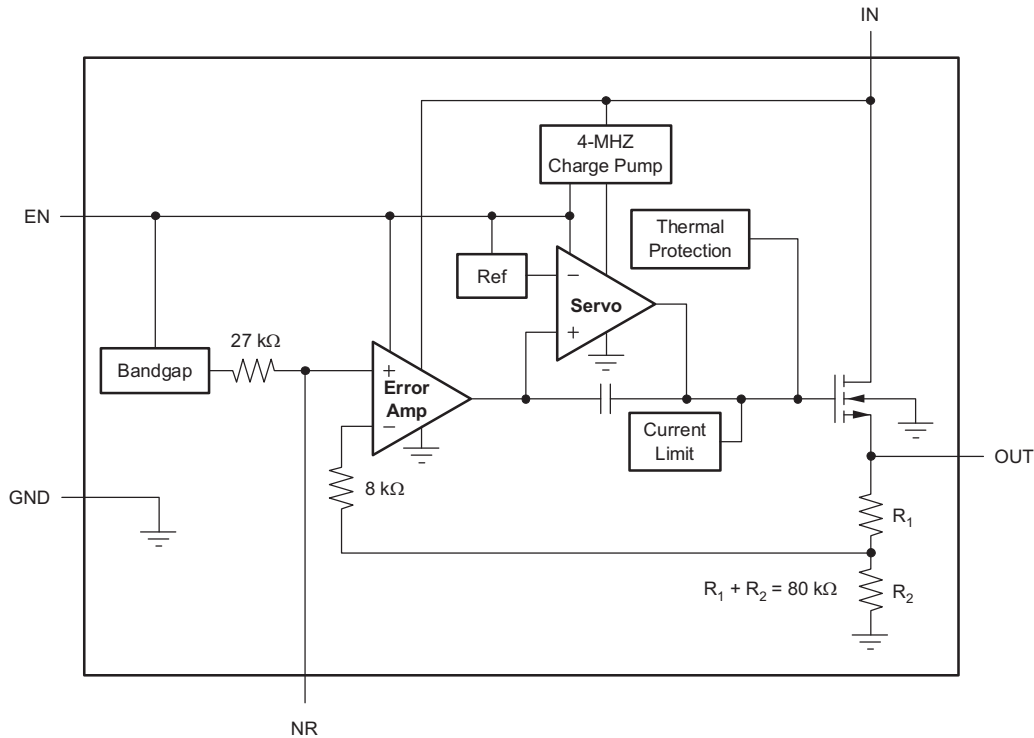 IN
4-MHZ
Charge Pump
EN
Thermal
Protection
Ref
−
Servo
+
27 kΩ
Bandgap
+
Error
Amp
−
Current
Limit
OUT
8 kΩ
GND
R1
R1 + R2 = 80 kΩ
R2
NR